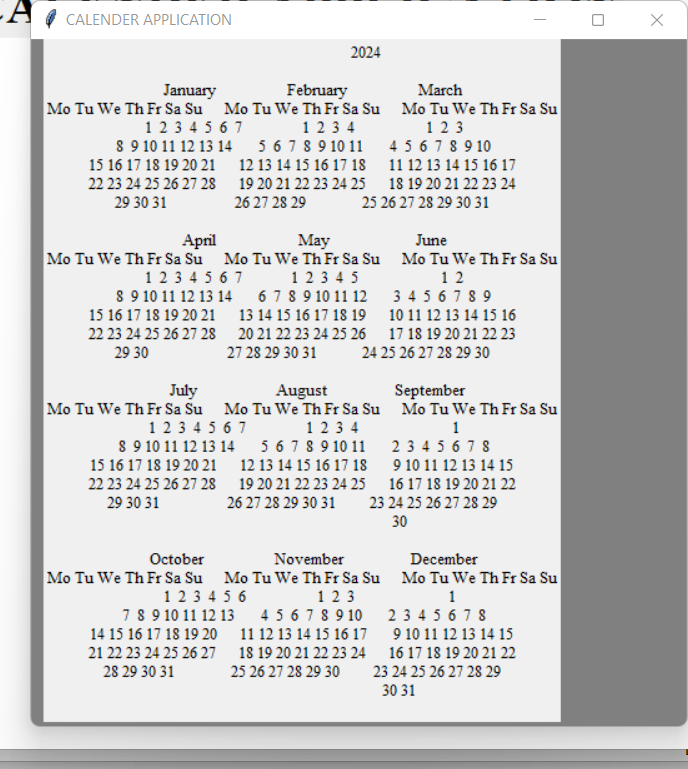 CALENDER APPLICATION
2024
January February March
Mo Tu We Th Fr Sa Su Mo Tu We Th Fr Sa Su Mo Tu We Th Fr Sa Su
1 2 3 4 5 6 7 1 2 3 4 1 2 3
8 9 10 11 12 13 14 5 6 7 8 9 10 11 4 5 6 7 8 9 10
15 16 17 18 19 20 21 12 13 14 15 16 17 18 11 12 13 14 15 16 17
22 23 24 25 26 27 28 19 20 21 22 23 24 25 18 19 20 21 22 23 24
29 30 31 26 27 28 29 25 26 27 28 29 30 31
April May June
Mo Tu We Th Fr Sa Su Mo Tu We Th Fr Sa Su Mo Tu We Th Fr Sa Su
1 2 3 4 5 6 7 1 2 3 4 5 1 2
8 9 10 11 12 13 14 6 7 8 9 10 11 12 3 4 5 6 7 8 9
15 16 17 18 19 20 21 13 14 15 16 17 18 19 10 11 12 13 14 15 16
22 23 24 25 26 27 28 20 21 22 23 24 25 26 17 18 19 20 21 22 23
29 30 27 28 29 30 31 24 25 26 27 28 29 30
July August September
Mo Tu We Th Fr Sa Su Mo Tu We Th Fr Sa Su Mo Tu We Th Fr Sa Su
1 2 3 4 5 6 7 1 2 3 4 1
8 9 10 11 12 13 14 5 6 7 8 9 10 11 2 3 4 5 6 7 8
15 16 17 18 19 20 21 12 13 14 15 16 17 18 9 10 11 12 13 14 15
22 23 24 25 26 27 28 19 20 21 22 23 24 25 16 17 18 19 20 21 22
29 30 31 26 27 28 29 30 31 23 24 25 26 27 28 29
30
October November December
Mo Tu We Th Fr Sa Su Mo Tu We Th Fr Sa Su Mo Tu We Th Fr Sa Su
1 2 3 4 5 6 1 2 3 1
7 8 9 10 11 12 13 4 5 6 7 8 9 10 2 3 4 5 6 7 8
14 15 16 17 18 19 20 11 12 13 14 15 16 17 9 10 11 12 13 14 15
21 22 23 24 25 26 27 18 19 20 21 22 23 24 16 17 18 19 20 21 22
28 29 30 31 25 26 27 28 29 30 23 24 25 26 27 28 29
30 31